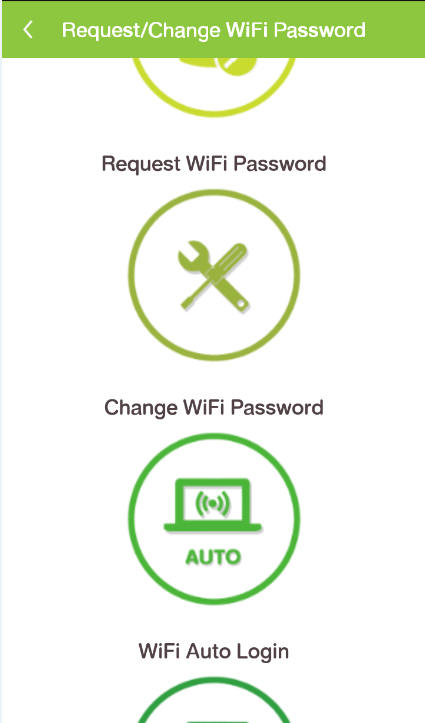 Request/Change WiFi Password
Request WiFi Password
Change WiFi Password
AUTO
WiFi Auto Login